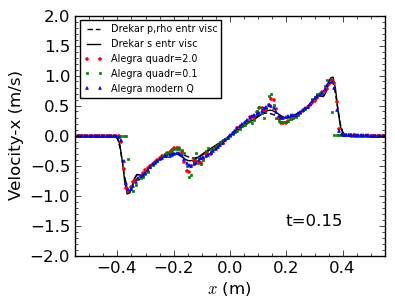 2.0
1.5
1.0
0.5
0.0
−0.5
−1.0
−1.5
−2.0
Velocity-x (m/s)
Drekar p,rho entr visc
Drekar s entr visc
Alegra quadr=2.0
Alegra quadr=0.1
Alegra modern Q
t=0.15
−0.4 −0.2 0.0 0.2 0.4
x (m)